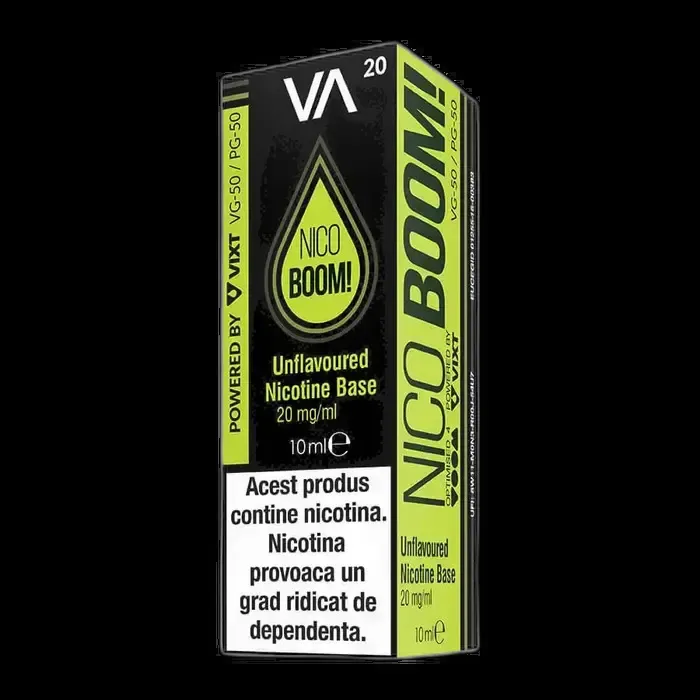 VA
20
POWERED BY VIXT VG-50 / PG-50
NICO
BOOM!
Unflavoured
Nicotine Base
20 mg/ml
10ml℮
Acest produs
contine nicotina.
Nicotina
provoaca un
grad ridicat de
dependenta.
NICO BOOM!
VG-50 / PG-50
OPTIMISED 4
POWERED BY
VIXT
Unflavoured
Nicotine Base
20 mg/ml
10ml℮